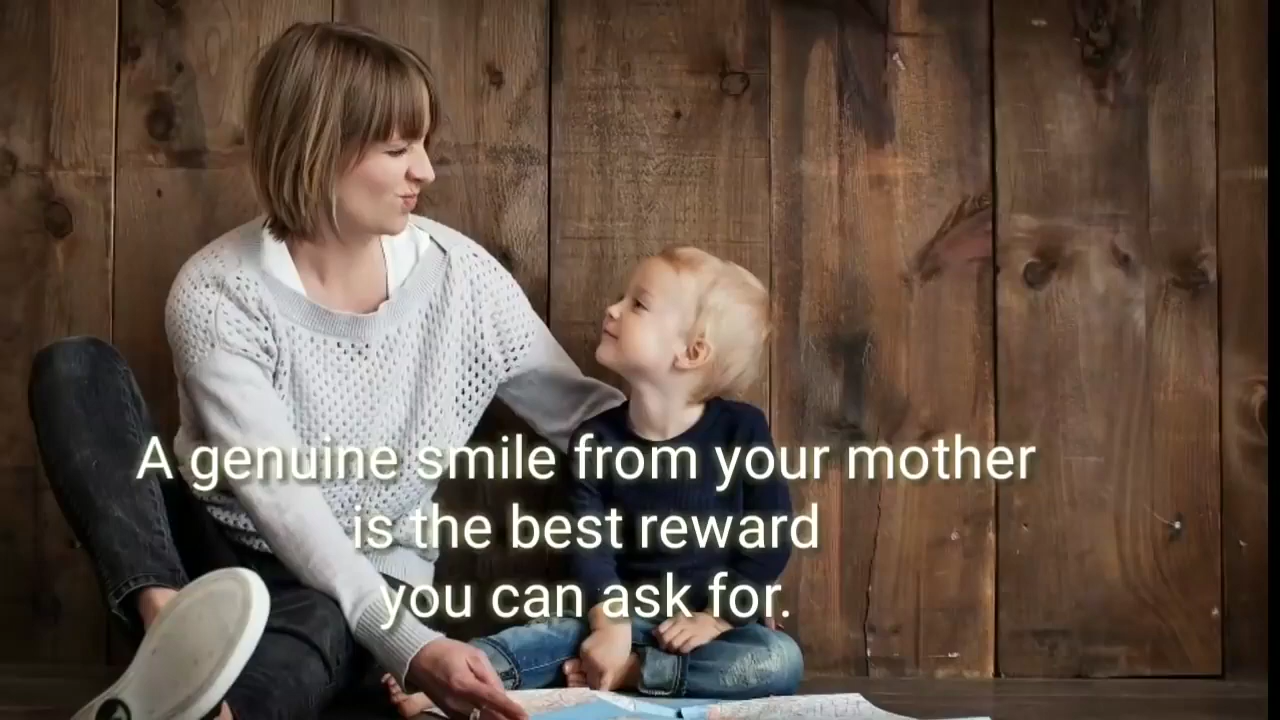 A genuine smile from your mother
is the best reward
you can ask for.